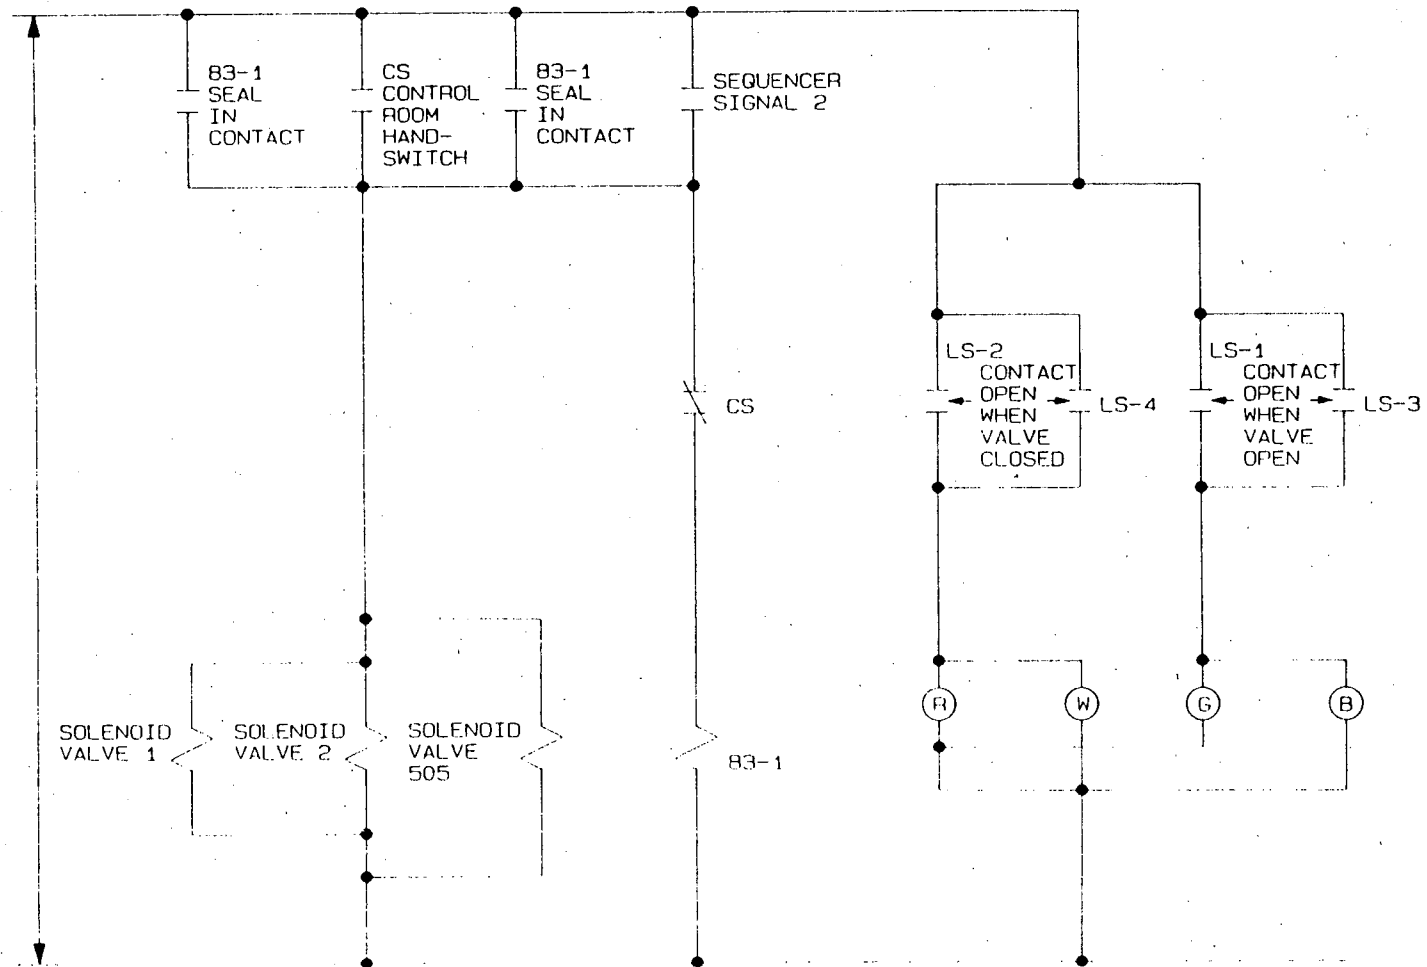 83-1
SEAL
IN
CONTACT
CS
CONTROL
ROOM
HAND-
SWITCH
83-1
SEAL
IN
CONTACT
SEQUENCER
SIGNAL 2
CS
LS-2
CONTACT
OPEN
WHEN
VALVE
CLOSED
LS-4
LS-1
CONTACT
OPEN
WHEN
VALVE
OPEN
LS-3
SOLENOID
VALVE 1
SOLENOID
VALVE 2
SOLENOID
VALVE
505
83-1
R
W
G
B